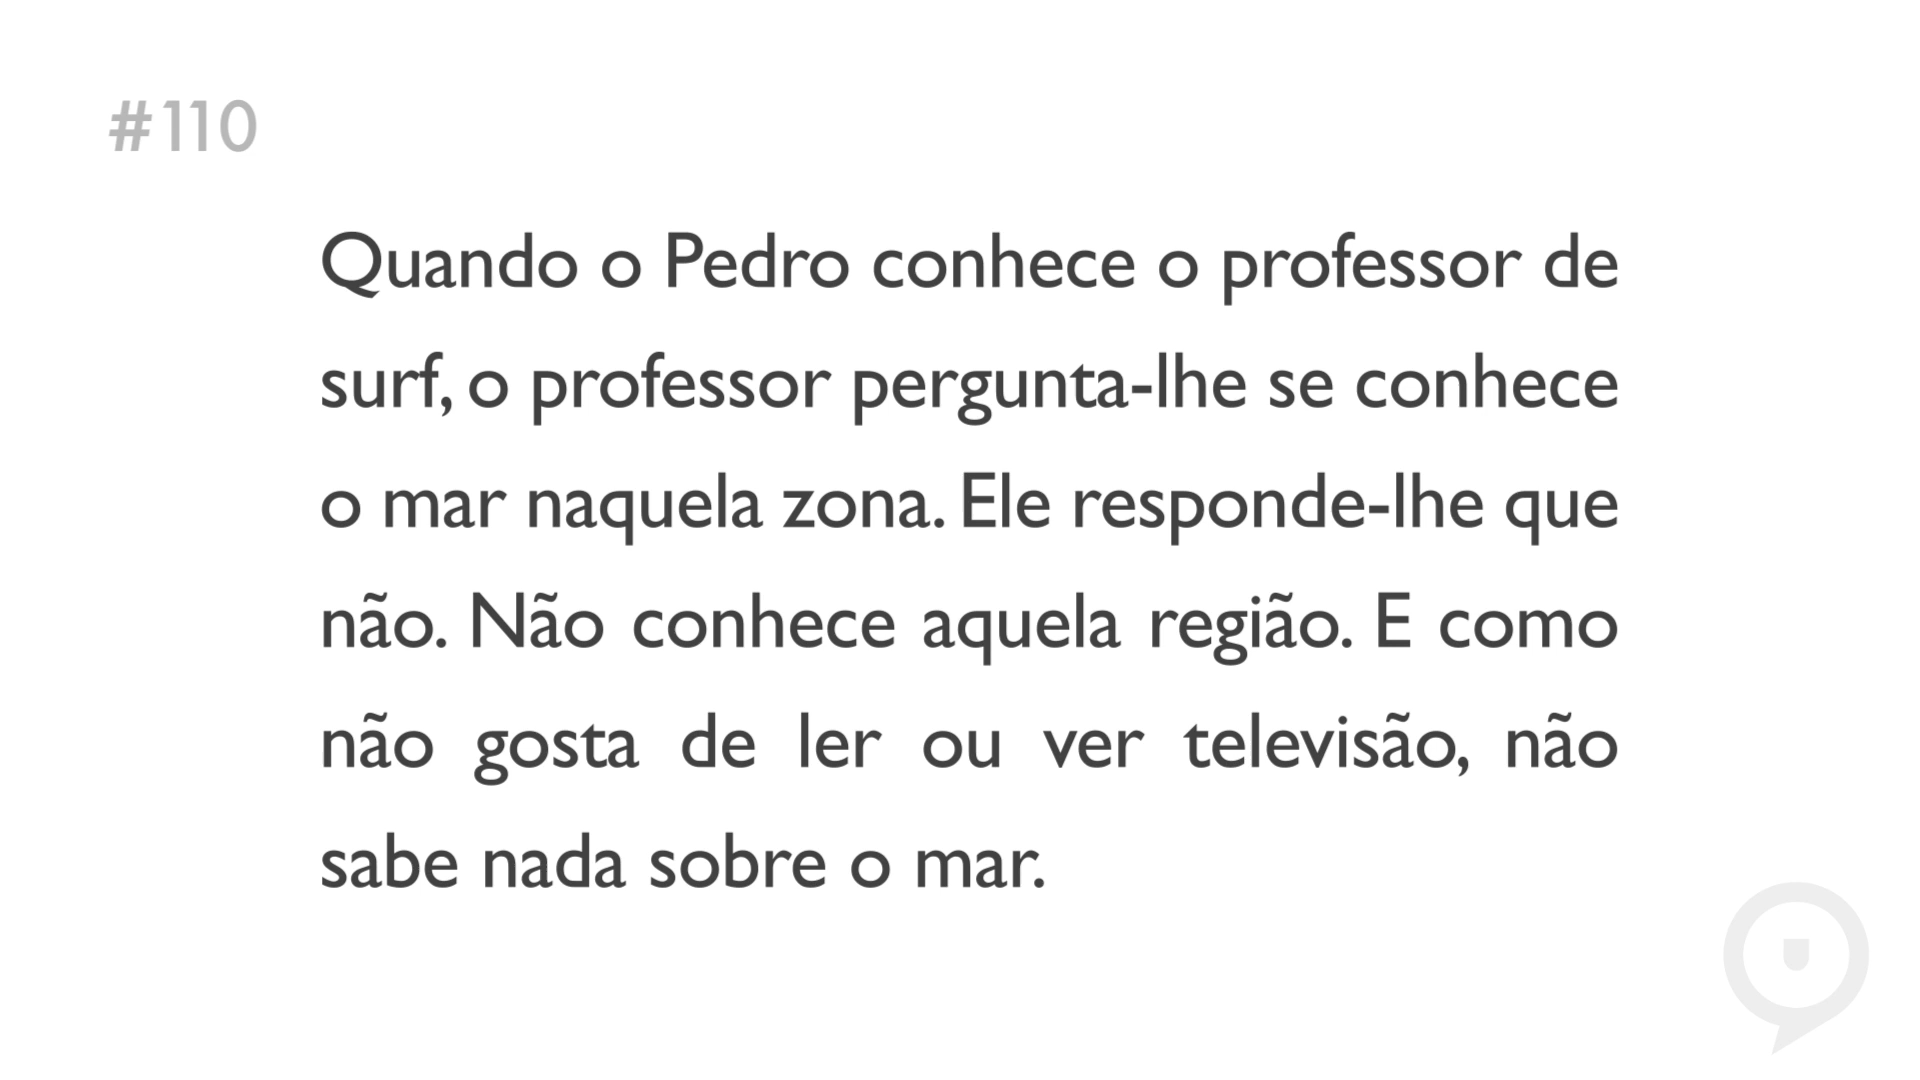 #110
Quando o Pedro conhece o professor de
surf, o professor pergunta-lhe se conhece
o mar naquela zona. Ele responde-lhe que
não. Não conhece aquela região. E como
não gosta de ler ou ver televisão, não
sabe nada sobre o mar.